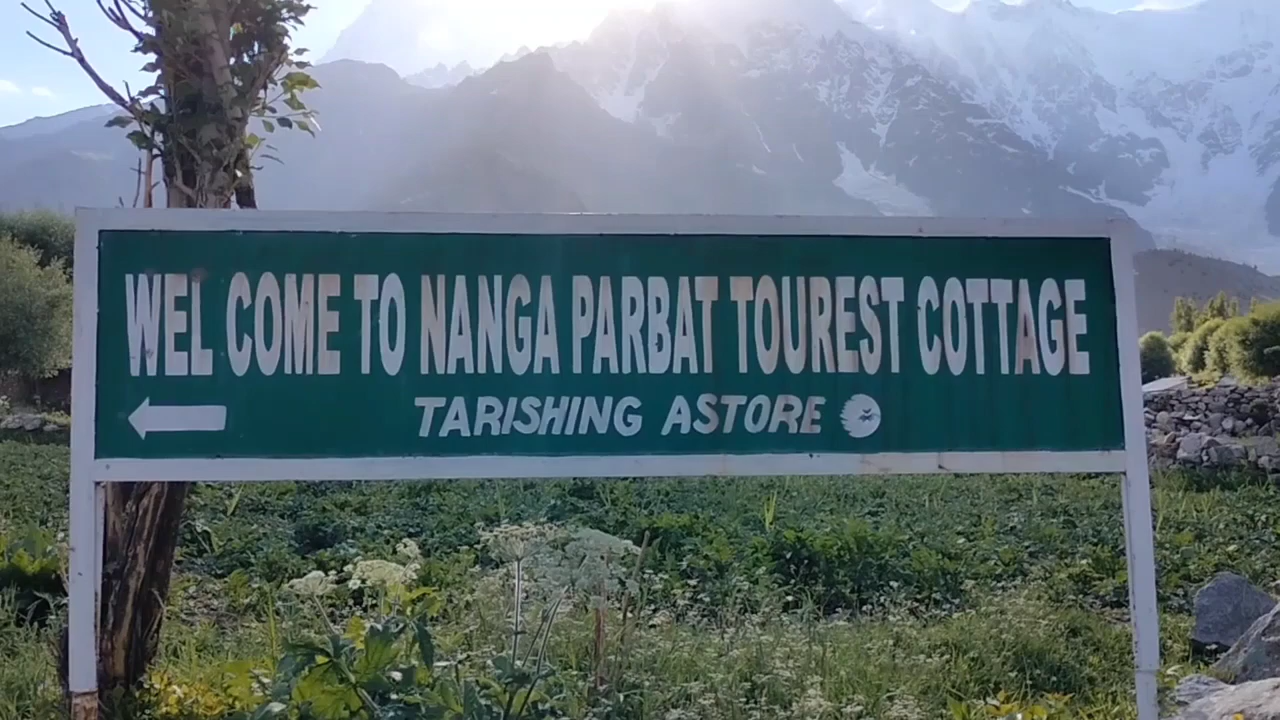 WEL COME TO NANGA PARBAT TOUREST COTTAGE
TARISHING ASTORE